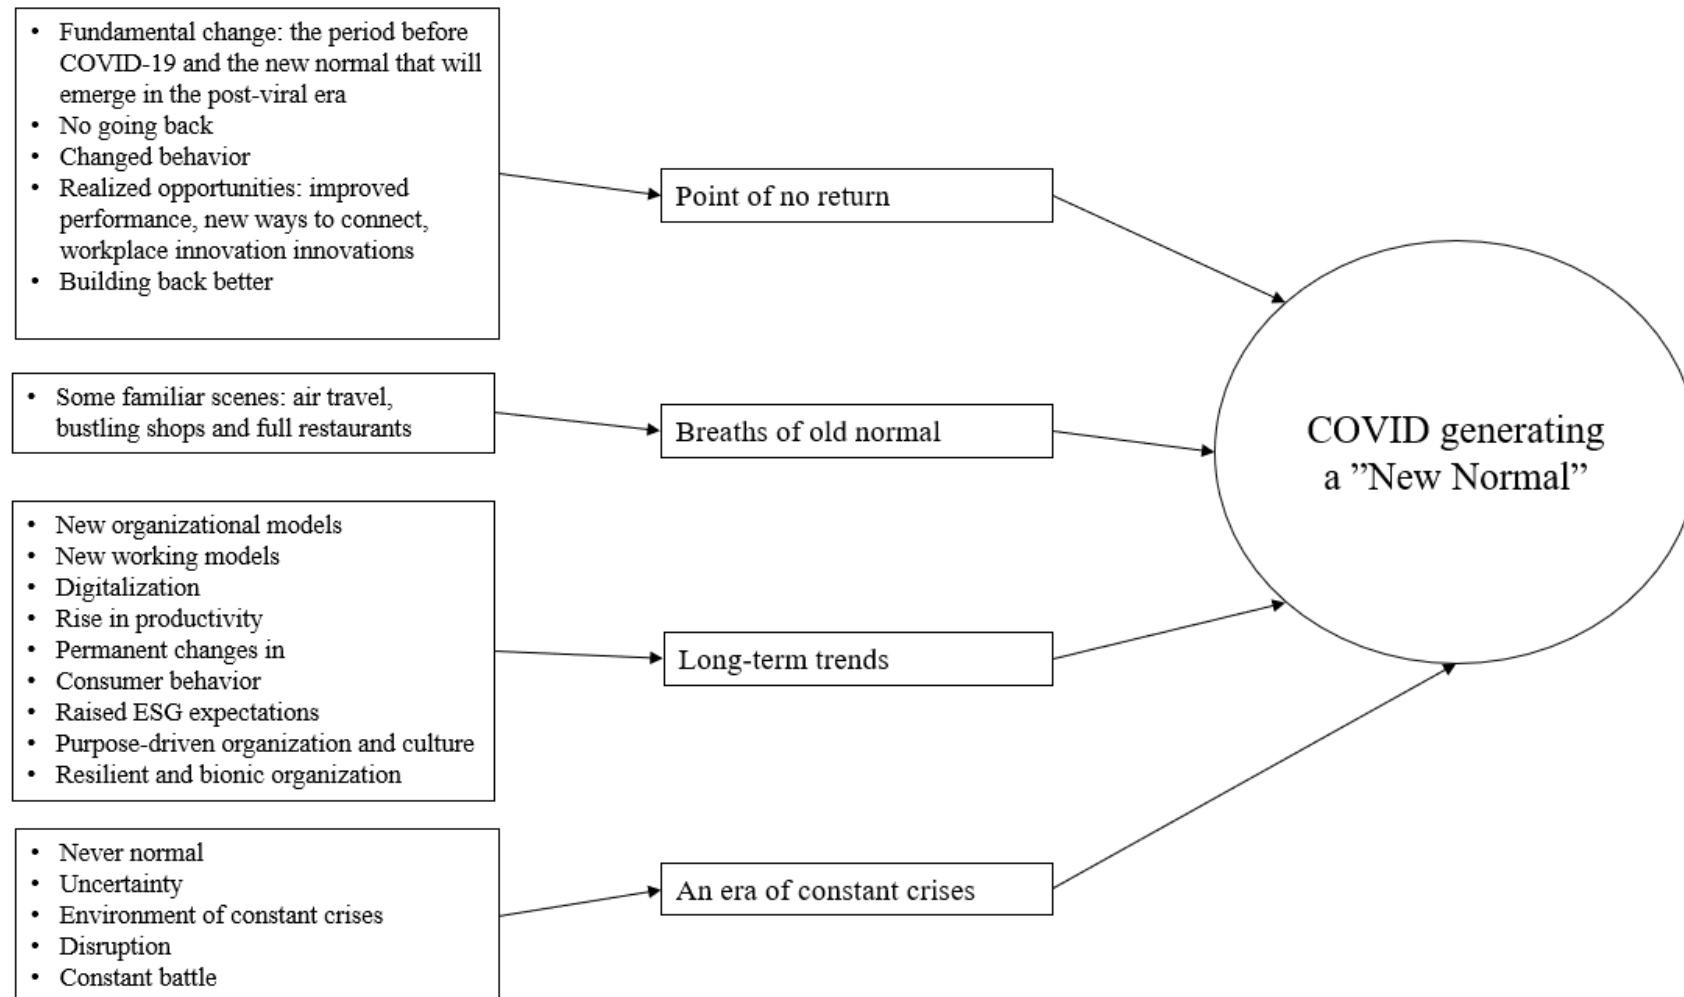 • Fundamental change: the period before
COVID-19 and the new normal that will
emerge in the post-viral era
• No going back
• Changed behavior
• Realized opportunities: improved
performance, new ways to connect,
workplace innovation innovations
• Building back better
Point of no return
• Some familiar scenes: air travel,
bustling shops and full restaurants
Breaths of old normal
COVID generating
a ”New Normal”
• New organizational models
• New working models
• Digitalization
• Rise in productivity
• Permanent changes in
• Consumer behavior
• Raised ESG expectations
• Purpose-driven organization and culture
• Resilient and bionic organization
Long-term trends
• Never normal
• Uncertainty
• Environment of constant crises
• Disruption
• Constant battle
An era of constant crises